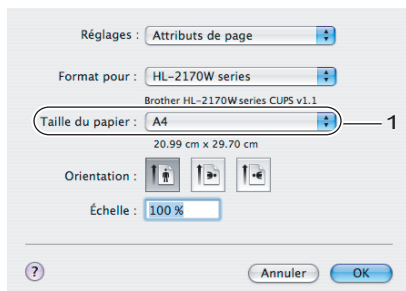 Réglages : Attributs de page
Format pour : HL-2170W series
Brother HL-2170W series CUPS v1.1
Taille du papier : A4 1
20.99 cm x 29.70 cm
Orientation :
Échelle : 100 %
? Annuler OK